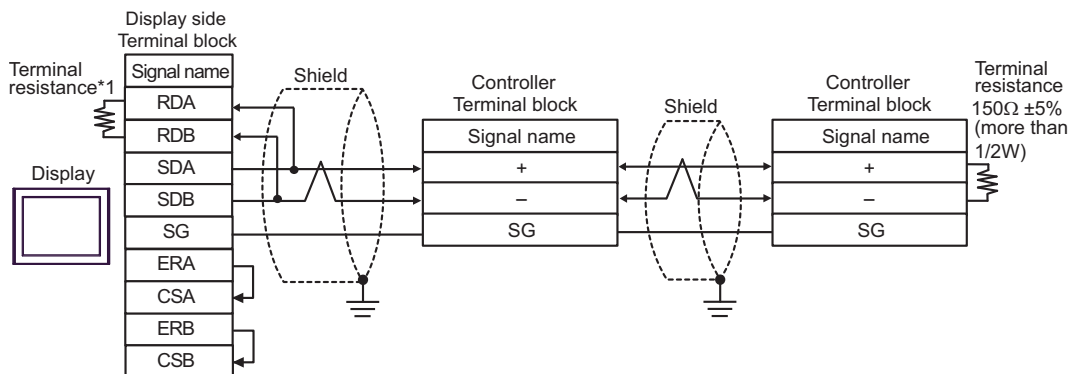 Display side
Terminal block
Terminal
resistance*1
Signal name
RDA
RDB
SDA
SDB
SG
ERA
CSA
ERB
CSB
Display
Shield
Controller
Terminal block
Signal name
+
–
SG
Shield
Controller
Terminal block
Signal name
+
–
SG
Terminal
resistance
150Ω ±5%
(more than
1/2W)